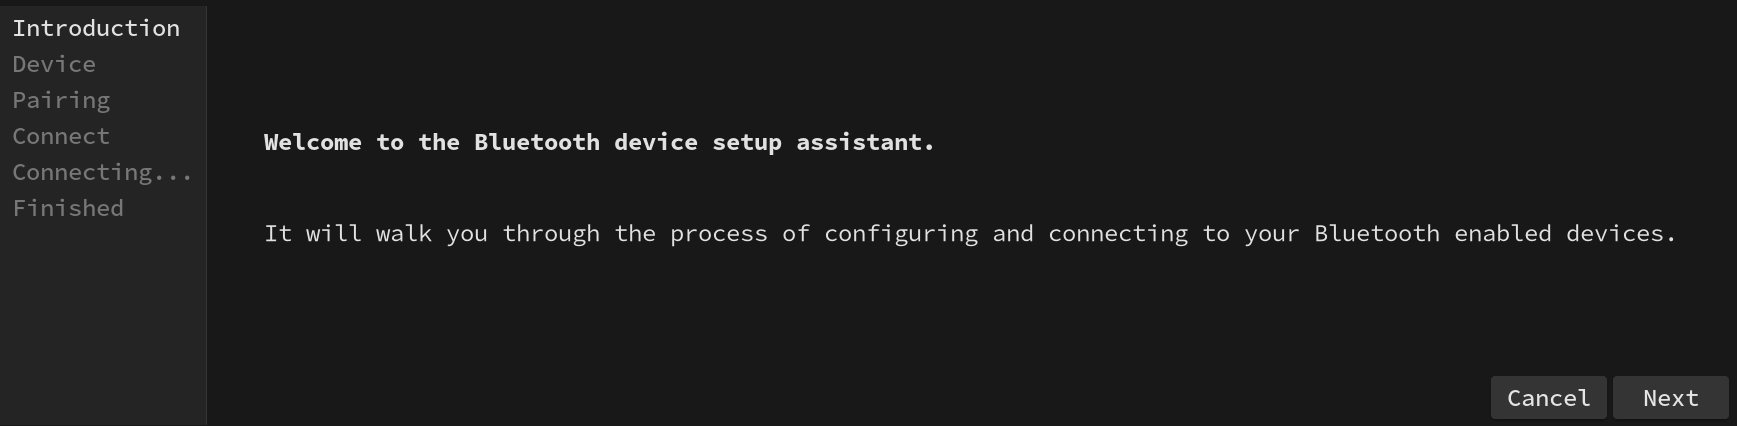 Introduction
Device
Pairing
Connect
Connecting...
Finished
Welcome to the Bluetooth device setup assistant.
It will walk you through the process of configuring and connecting to your Bluetooth enabled devices.
Cancel Next